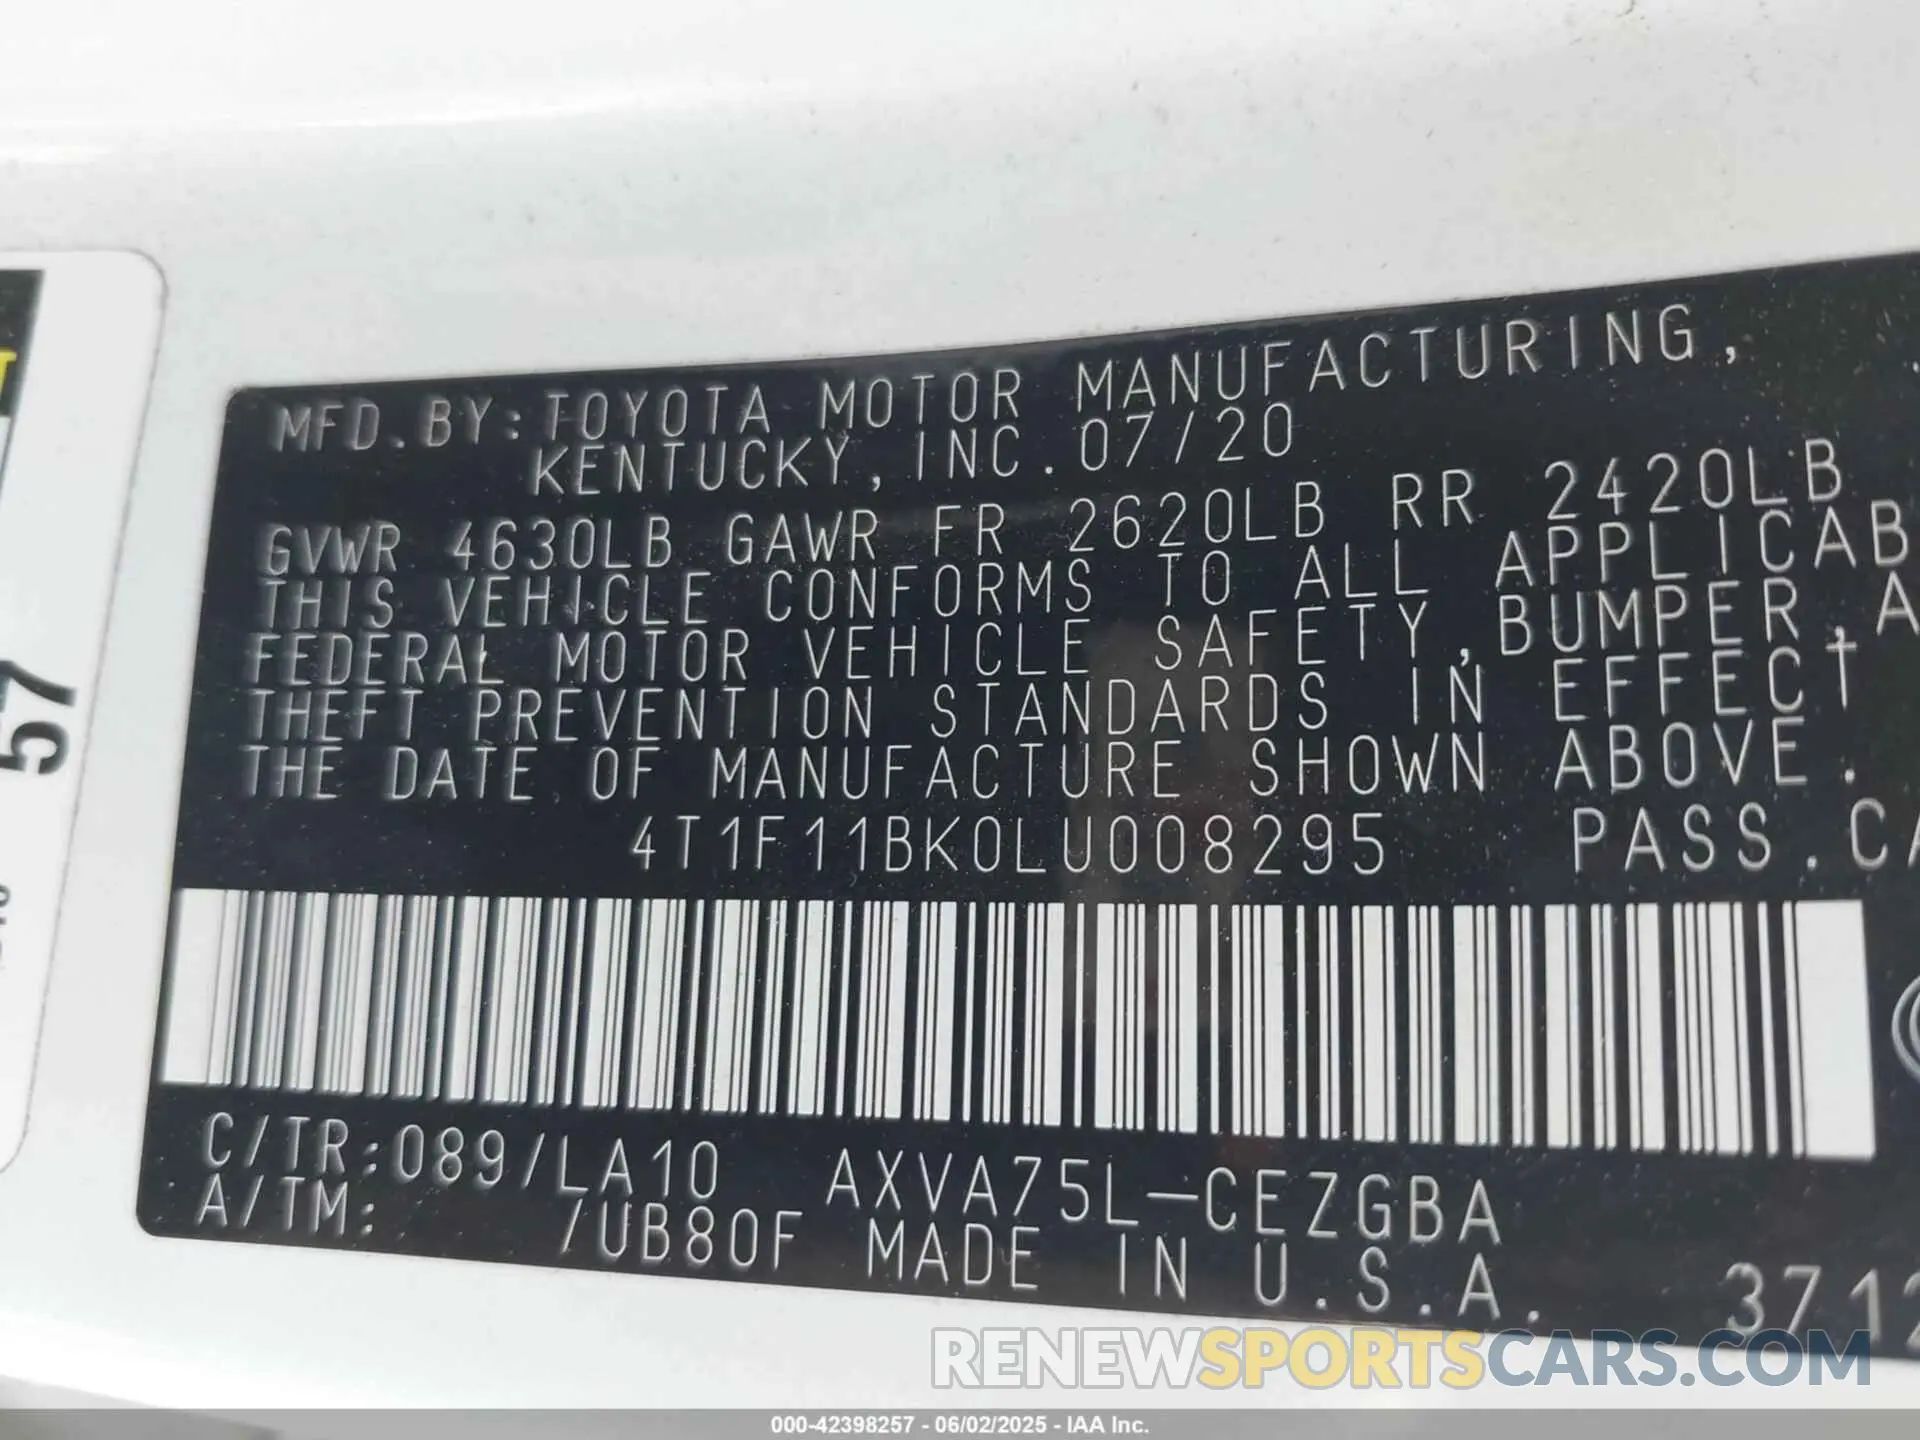 MFD. BY: TOYOTA MOTOR MANUFACTURING,
KENTUCKY, INC. 07/20
GVWR 4630LB GAWR FR 2620LB RR 2420LB
THIS VEHICLE CONFORMS TO ALL APPLICAB
FEDERAL MOTOR VEHICLE SAFETY, BUMPER, A
THEFT PREVENTION STANDARDS IN EFFECT
THE DATE OF MANUFACTURE SHOWN ABOVE.
4T1F11BK0LU008295 PASS. CA
C/TR: 089/LA10 AXVA75L-CEZGBA
A/TM: /UB80F MADE IN U.S.A.
3712
57
RENEWSPORTSCARS.COM
000-42398257 - 06/02/2025 - IAA Inc.